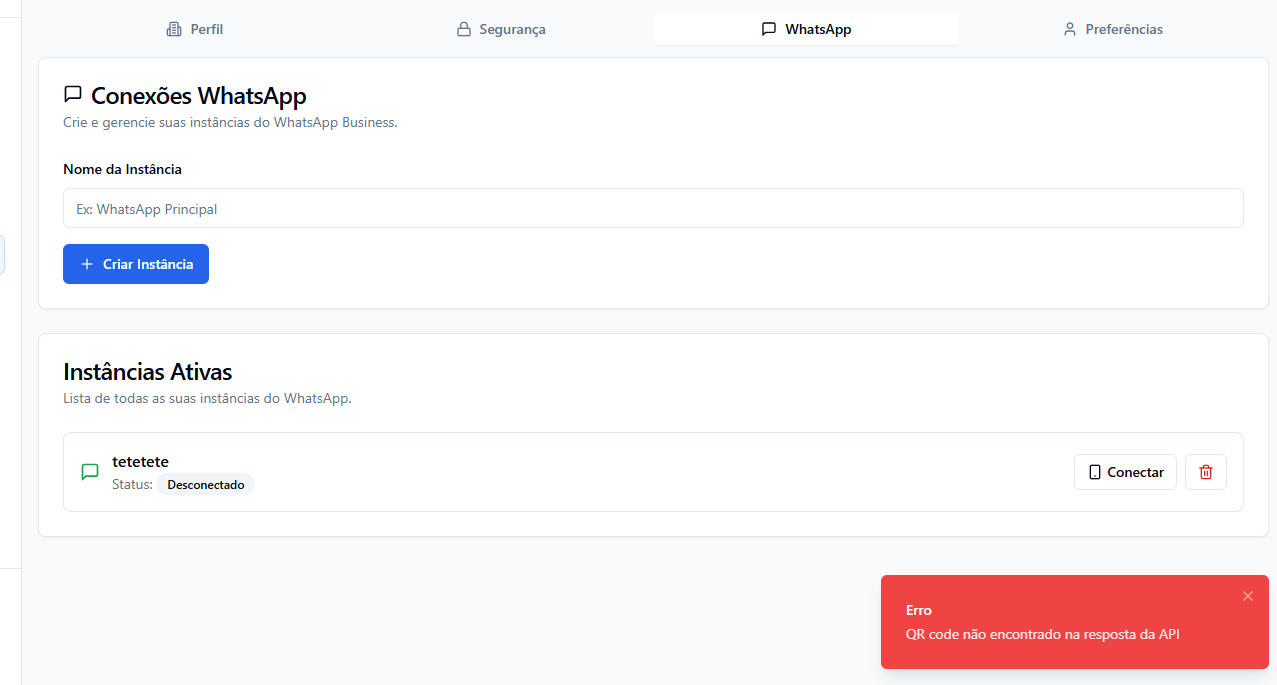 Perfil
Segurança
WhatsApp
Preferências
Conexões WhatsApp
Crie e gerencie suas instâncias do WhatsApp Business.
Nome da Instância
Ex: WhatsApp Principal
Criar Instância
Instâncias Ativas
Lista de todas as suas instâncias do WhatsApp.
tetetete
Status: Desconectado
Conectar
Erro
QR code não encontrado na resposta da API